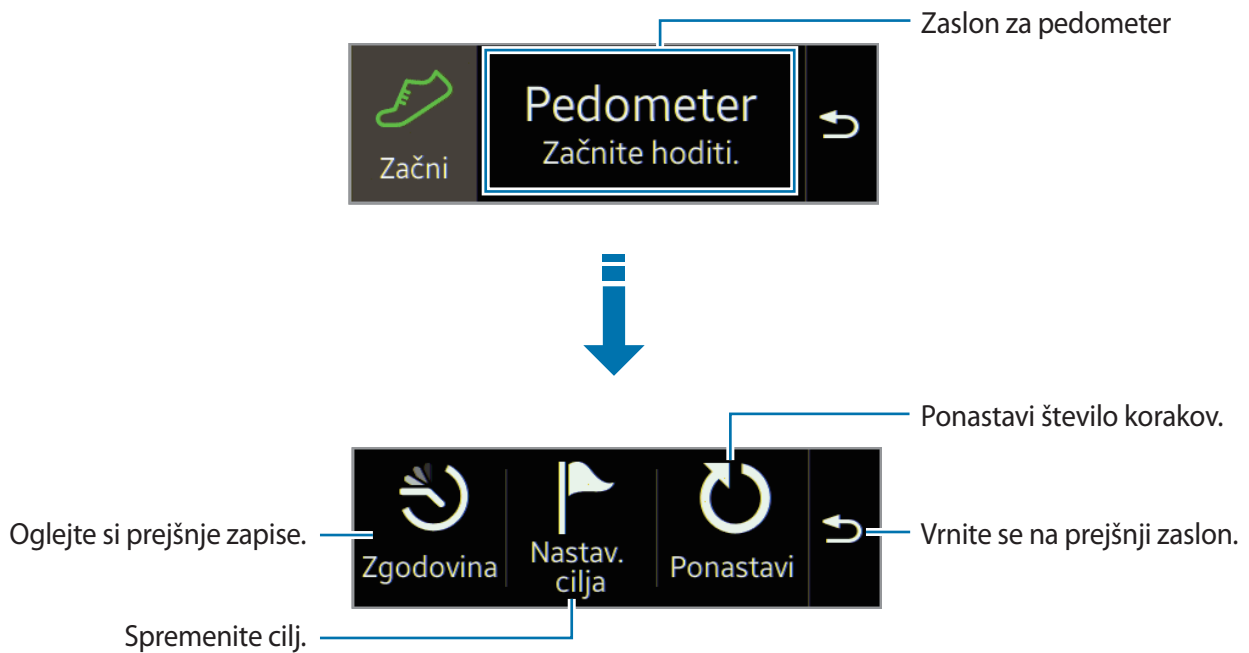 Zaslon za pedometer
Pedometer
Začnite hoditi.
Začni
Ponastavi število korakov.
Oglejte si prejšnje zapise.
Zgodovina
Nastav.
cilja
Ponastavi
Vrnite se na prejšnji zaslon.
Spremenite cilj.